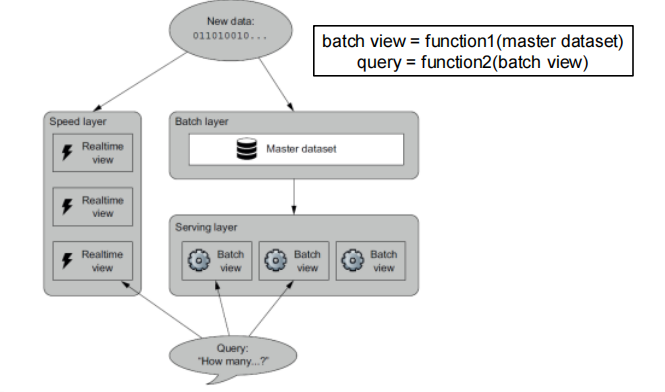 New data:
011010010...
batch view = function1(master dataset)
query = function2(batch view)
Speed layer
Realtime
view
Realtime
view
Realtime
view
Batch layer
Master dataset
Serving layer
Batch
view
Batch
view
Batch
view
Query:
"How many...?"